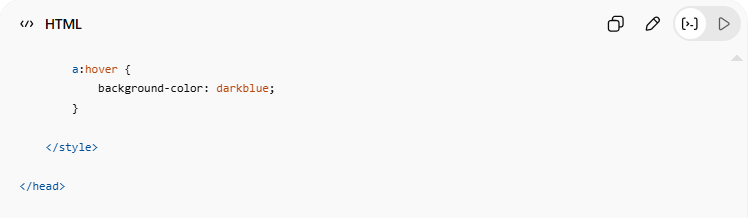 HTML
a:hover {
background-color: darkblue;
}
</style>
</head>